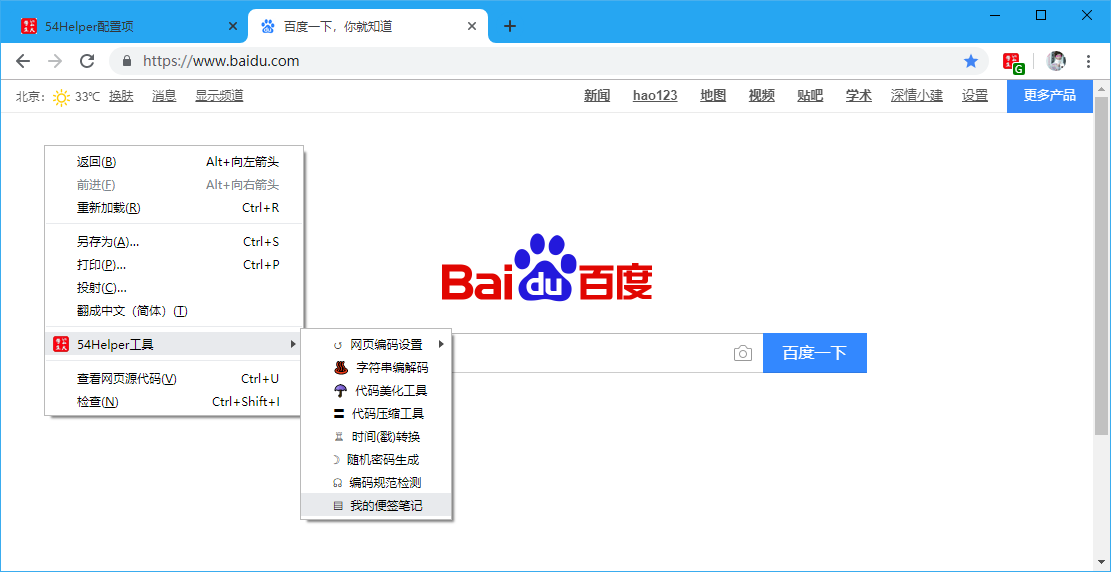 54Helper配置项
百度一下，你就知道
https://www.baidu.com
G
北京: 33℃ 换肤 消息 显示频道
新闻 hao123 地图 视频 贴吧 学术 深情小建 设置 更多产品
返回(B) Alt+向左箭头
前进(F) Alt+向右箭头
重新加载(R) Ctrl+R
另存为(A)... Ctrl+S
打印(P)... Ctrl+P
投射(C)...
翻成中文（简体）(T)
54Helper工具
查看网页源代码(V) Ctrl+U
检查(N) Ctrl+Shift+I
Bai du 百度
百度一下
网页编码设置
字符串编解码
代码美化工具
代码压缩工具
时间(戳)转换
随机密码生成
编码规范检测
我的便签笔记